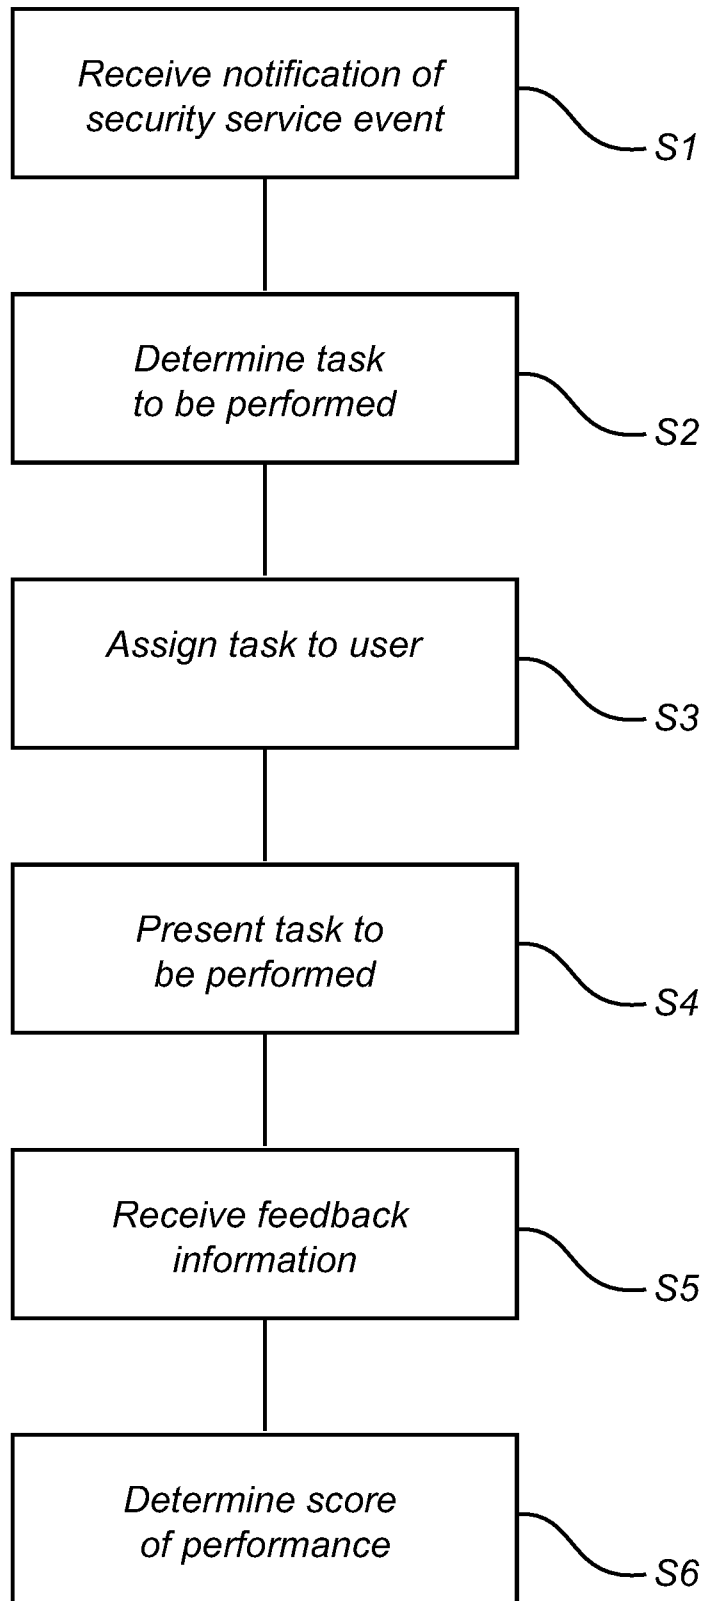 Receive notification of
security service event
S1
Determine task
to be performed
S2
Assign task to user
S3
Present task to
be performed
S4
Receive feedback
information
S5
Determine score
of performance
S6